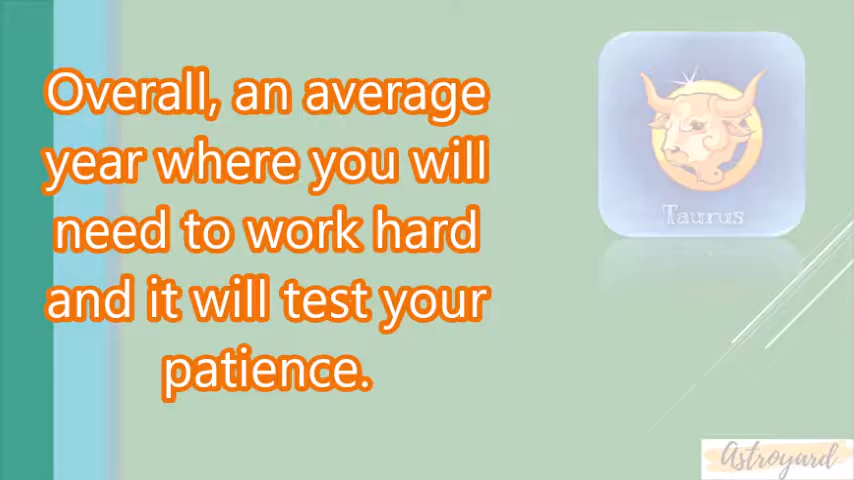 Overall, an average
year where you will
need to work hard
and it will test your
patience.
Taurus
Astroyard